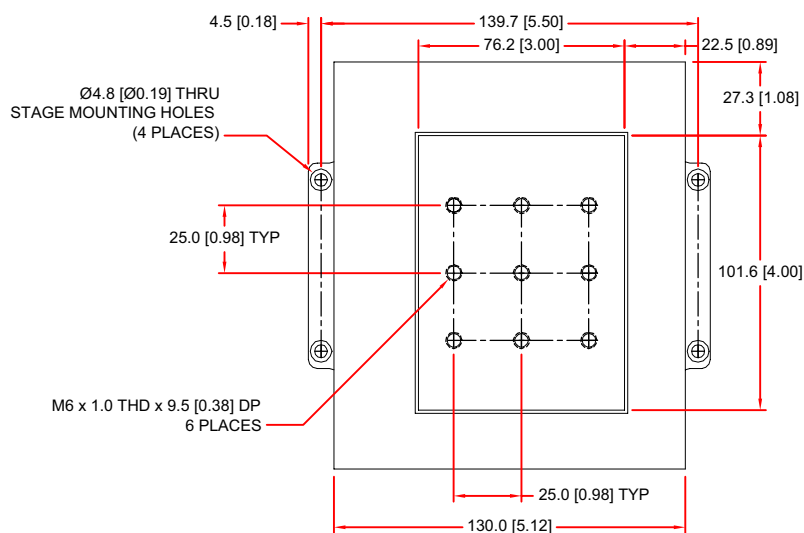 4.5 [0.18]
139.7 [5.50]
76.2 [3.00]
22.5 [0.89]
Ø4.8 [Ø0.19] THRU
STAGE MOUNTING HOLES
(4 PLACES)
27.3 [1.08]
25.0 [0.98] TYP
101.6 [4.00]
M6 x 1.0 THD x 9.5 [0.38] DP
6 PLACES
25.0 [0.98] TYP
130.0 [5.12]